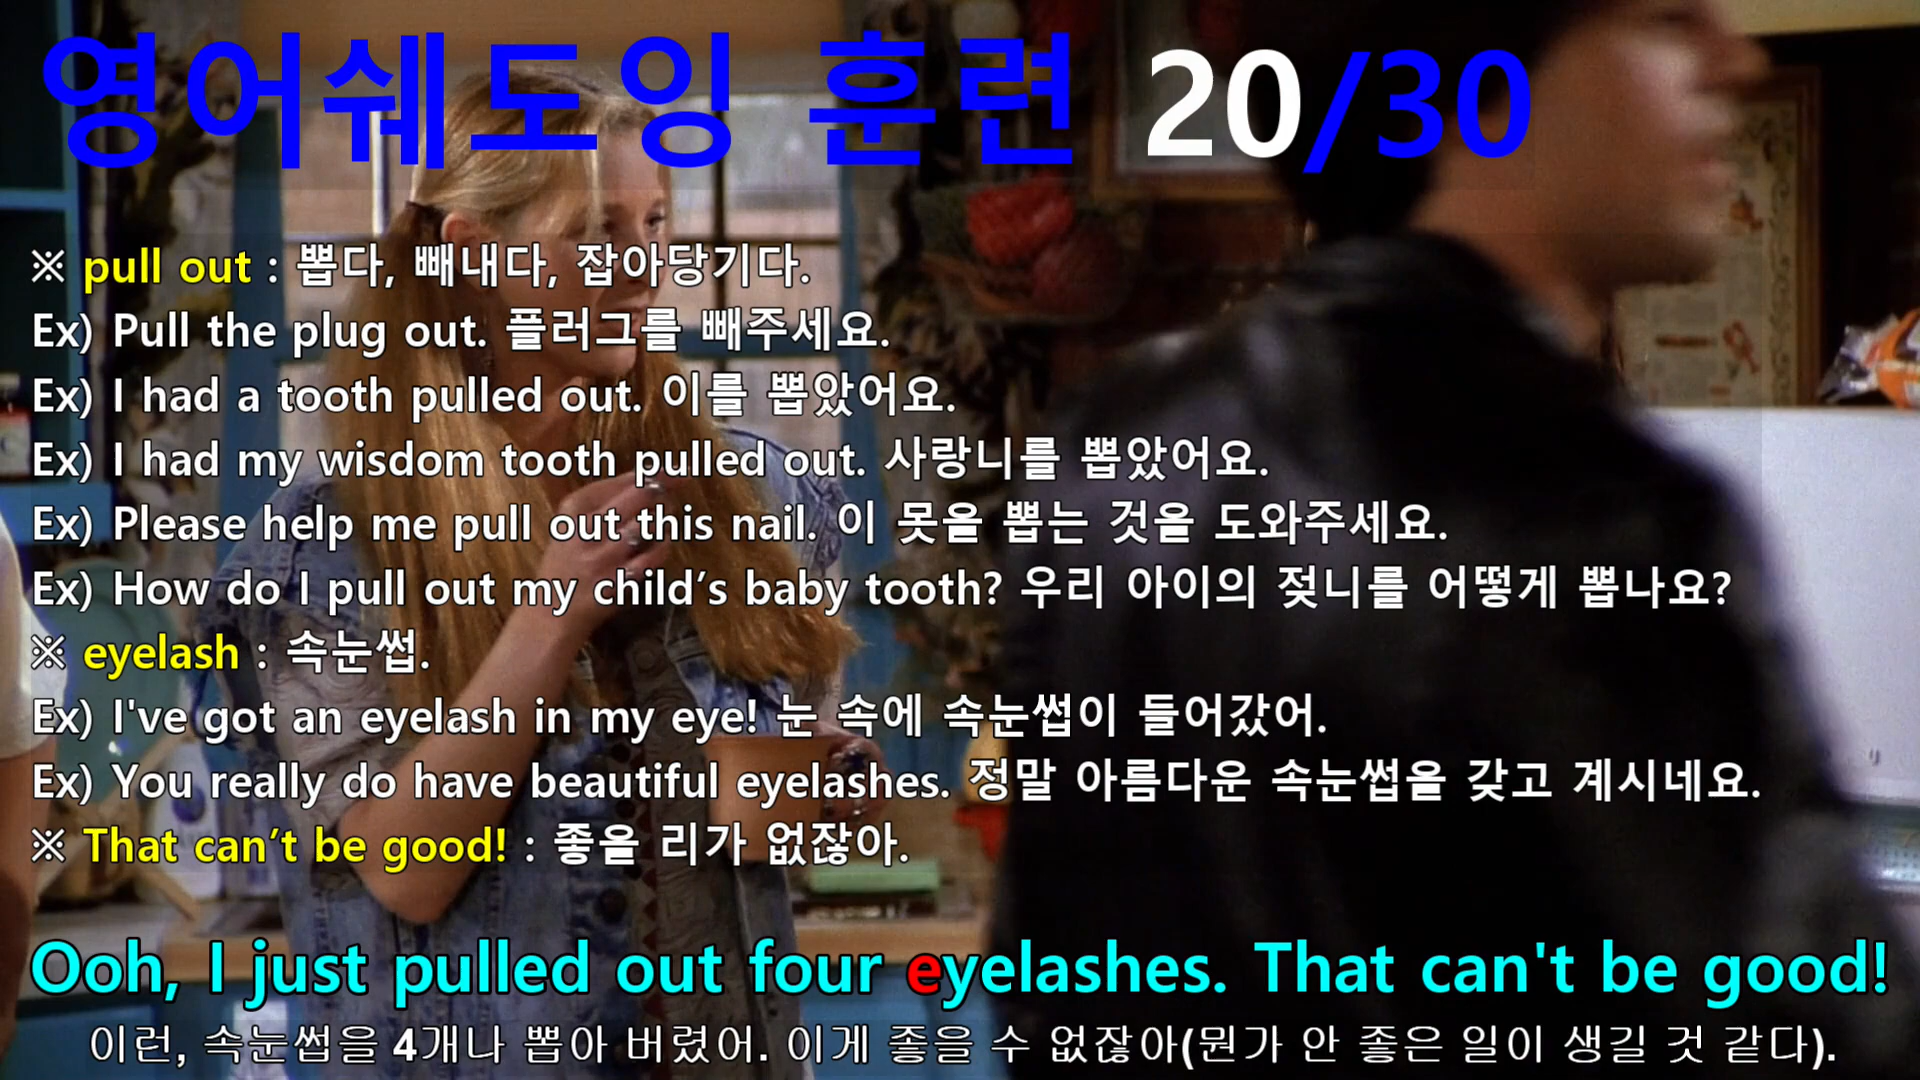 영어쉐도잉 훈련 20/30
※ pull out : 뽑다, 빼내다, 잡아당기다.
Ex) Pull the plug out. 플러그를 빼주세요.
Ex) I had a tooth pulled out. 이를 뽑았어요.
Ex) I had my wisdom tooth pulled out. 사랑니를 뽑았어요.
Ex) Please help me pull out this nail. 이 못을 뽑는 것을 도와주세요.
Ex) How do I pull out my child’s baby tooth? 우리 아이의 젖니를 어떻게 뽑나요?
※ eyelash : 속눈썹.
Ex) I've got an eyelash in my eye! 눈 속에 속눈썹이 들어갔어.
Ex) You really do have beautiful eyelashes. 정말 아름다운 속눈썹을 갖고 계시네요.
※ That can’t be good! : 좋을 리가 없잖아.
Ooh, I just pulled out four eyelashes. That can't be good!
이런, 속눈썹을 4개나 뽑아 버렸어. 이게 좋을 수 없잖아(뭔가 안 좋은 일이 생길 것 같다).